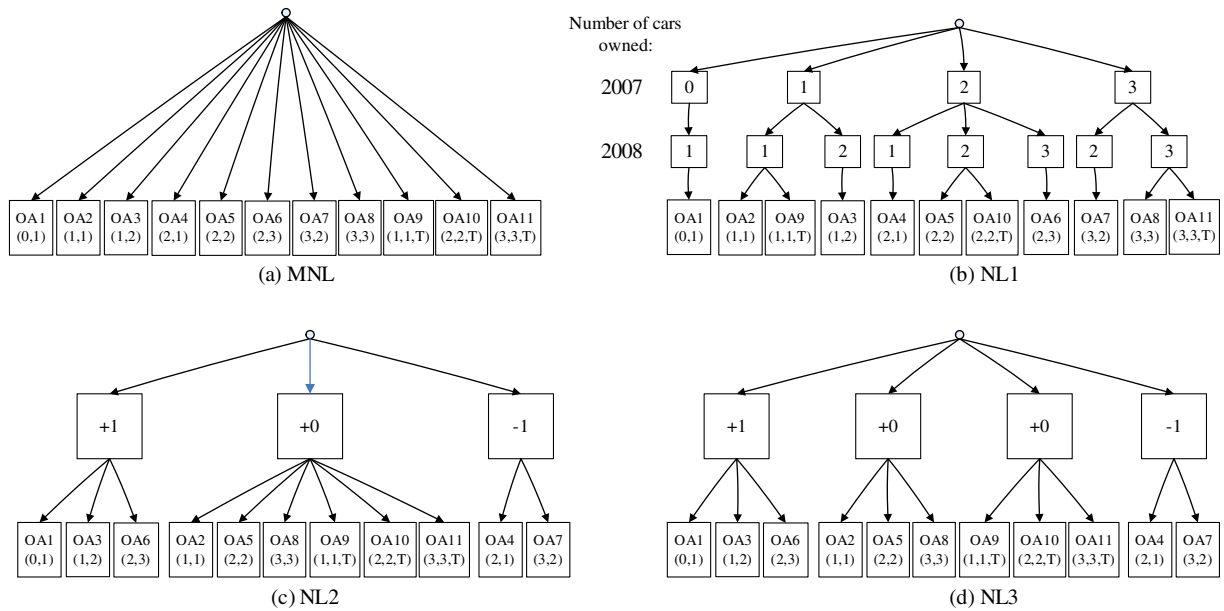 OA1 OA2 OA3 OA4 OA5 OA6 OA7 OA8 OA9 OA10 OA11
(0,1) (1,1) (1,2) (2,1) (2,2) (2,3) (3,2) (3,3) (1,1,T) (2,2,T) (3,3,T)
(a) MNL
Number of cars
owned:
2007 0 1 2 3
2008 1 1 2 1 2 3 2 3
OA1 OA2 OA9 OA3 OA4 OA5 OA10 OA6 OA7 OA8 OA11
(0,1) (1,1) (1,1,T) (1,2) (2,1) (2,2) (2,2,T) (2,3) (3,2) (3,3) (3,3,T)
(b) NL1
+1 +0 -1
OA1 OA3 OA6 OA2 OA5 OA8 OA9 OA10 OA11 OA4 OA7
(0,1) (1,2) (2,3) (1,1) (2,2) (3,3) (1,1,T) (2,2,T) (3,3,T) (2,1) (3,2)
(c) NL2
+1 +0 +0 -1
OA1 OA3 OA6 OA2 OA5 OA8 OA9 OA10 OA11 OA4 OA7
(0,1) (1,2) (2,3) (1,1) (2,2) (3,3) (1,1,T) (2,2,T) (3,3,T) (2,1) (3,2)
(d) NL3